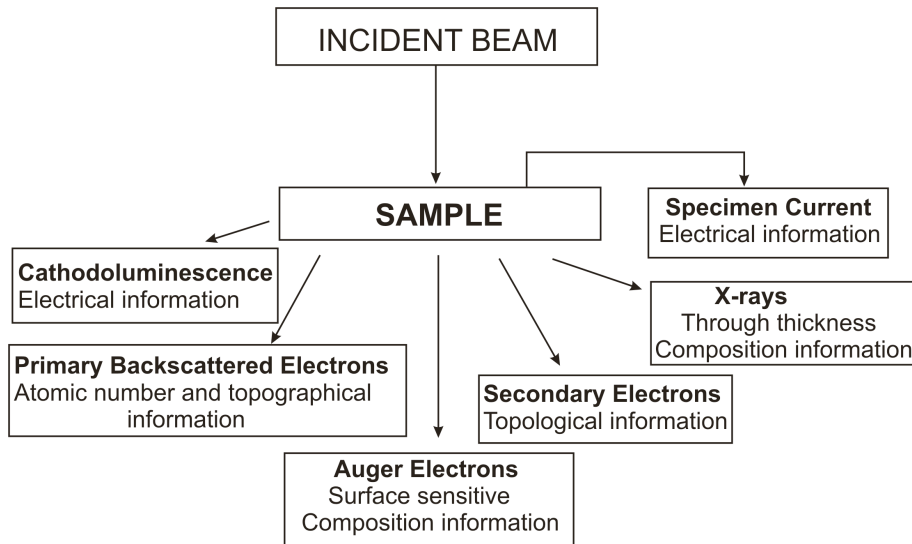 INCIDENT BEAM
SAMPLE
Specimen Current
Electrical information
Cathodoluminescence
Electrical information
X-rays
Through thickness
Composition information
Primary Backscattered Electrons
Atomic number and topographical
information
Secondary Electrons
Topological information
Auger Electrons
Surface sensitive
Composition information